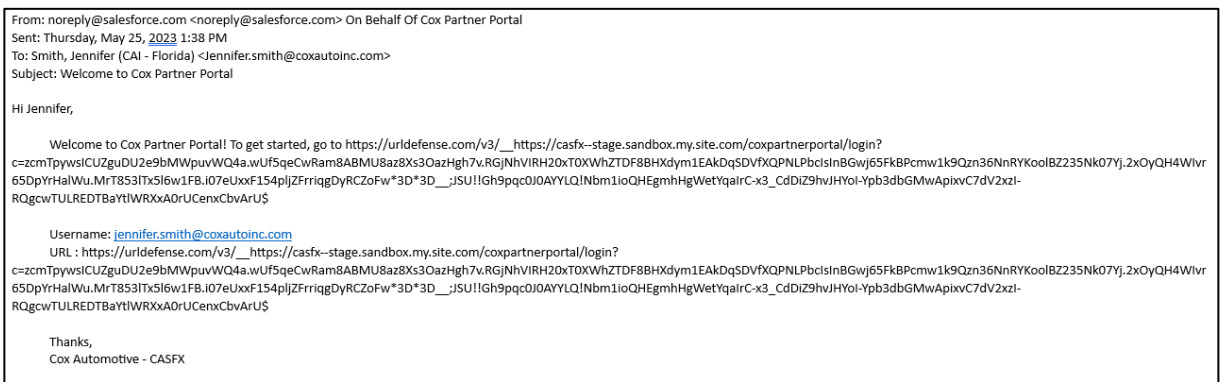 From: noreply@salesforce.com <noreply@salesforce.com> On Behalf Of Cox Partner Portal
Sent: Thursday, May 25, 2023 1:38 PM
To: Smith, Jennifer (CAI - Florida) <Jennifer.smith@coxautoinc.com>
Subject: Welcome to Cox Partner Portal
Hi Jennifer,
Welcome to Cox Partner Portal! To get started, go to https://urldefense.com/v3/__https://casfx--stage.sandbox.my.site.com/coxpartnerportal/login?
c=zcmTpywsICUZguDU2e9bMWpuvWQ4a.wUf5qeCwRam8ABMU8az8Xs3OazHgh7v.RGjNhVIRH20xT0XWhZTDF8BHXdym1EAkDqSDVfXQPNLPbcIsInBGwj65FkBPcmw1k9Qzn36NnRYKoolBZ235Nk07Yj.2xOyQH4WIvr
65DpYrHalWu.MrT853lTx5l6w1FB.i07eUxxF154pljZFrriqgDyRCZoFw*3D*3D__;JSU!!Gh9pqc0J0AYYLQ!Nbm1ioQHEgmhHgWetYqaIrC-x3_CdDiZ9hvJHYoI-Ypb3dbGMwApixvC7dV2xzI-
RQgcwTULREDTBaYtlWRXxA0rUCenxCbvArU$
Username: jennifer.smith@coxautoinc.com
URL : https://urldefense.com/v3/__https://casfx--stage.sandbox.my.site.com/coxpartnerportal/login?
c=zcmTpywsICUZguDU2e9bMWpuvWQ4a.wUf5qeCwRam8ABMU8az8Xs3OazHgh7v.RGjNhVIRH20xT0XWhZTDF8BHXdym1EAkDqSDVfXQPNLPbcIsInBGwj65FkBPcmw1k9Qzn36NnRYKoolBZ235Nk07Yj.2xOyQH4WIvr
65DpYrHalWu.MrT853lTx5l6w1FB.i07eUxxF154pljZFrriqgDyRCZoFw*3D*3D__;JSU!!Gh9pqc0J0AYYLQ!Nbm1ioQHEgmhHgWetYqaIrC-x3_CdDiZ9hvJHYoI-Ypb3dbGMwApixvC7dV2xzI-
RQgcwTULREDTBaYtlWRXxA0rUCenxCbvArU$
Thanks,
Cox Automotive - CASFX